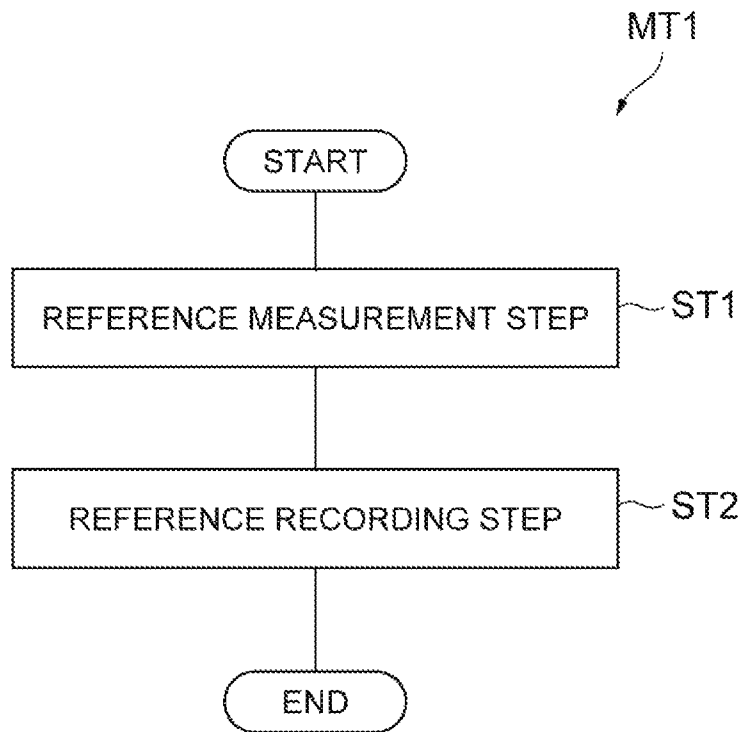 MT1
START
REFERENCE MEASUREMENT STEP
ST1
REFERENCE RECORDING STEP
ST2
END